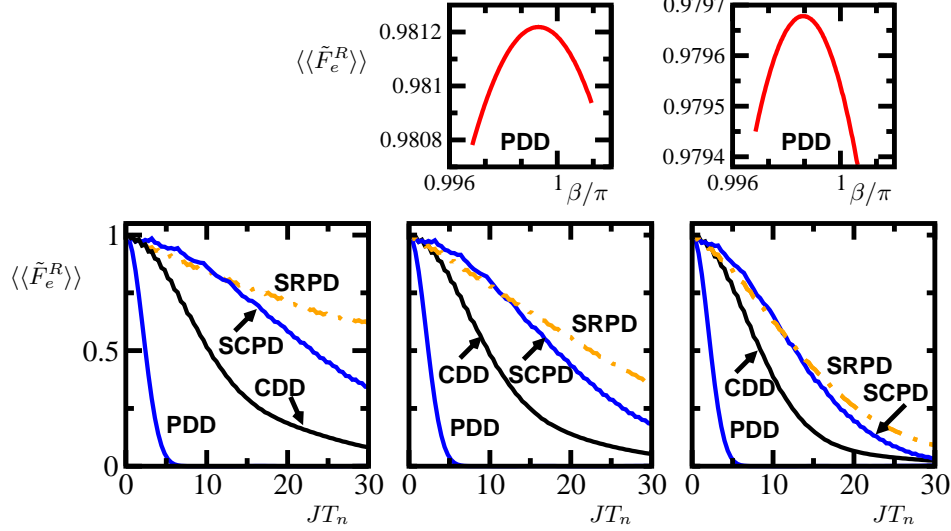 0.9812
0.981
0.9808
⟨⟨F̃_e^R⟩⟩
PDD
0.996
1
β/π
0.9797
0.9796
0.9795
0.9794
PDD
0.996
1
β/π
⟨⟨F̃_e^R⟩⟩
1
0.5
0
SRPD
SCPD
CDD
PDD
0 10 20 30
JT_n
SRPD
CDD
SCPD
PDD
0 10 20 30
JT_n
SRPD
SCPD
CDD
PDD
0 10 20 30
JT_n